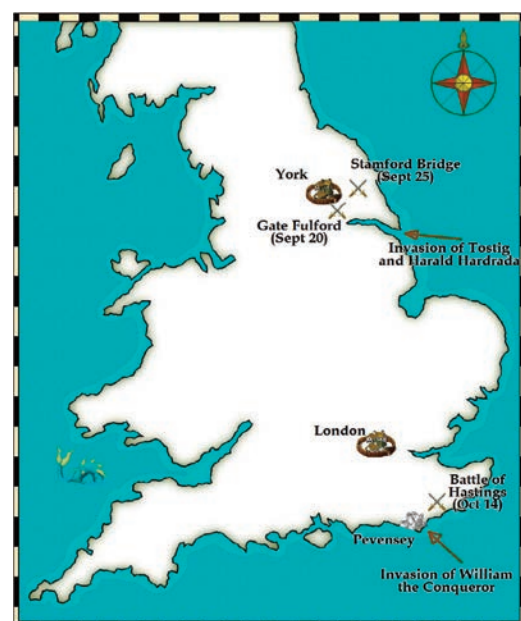 Stamford Bridge
(Sept 25)
York
Gate Fulford
(Sept 20)
Invasion of Tostig
and Harald Hardrada
London
Battle of
Hastings
(Oct 14)
Pevensey
Invasion of William
the Conqueror